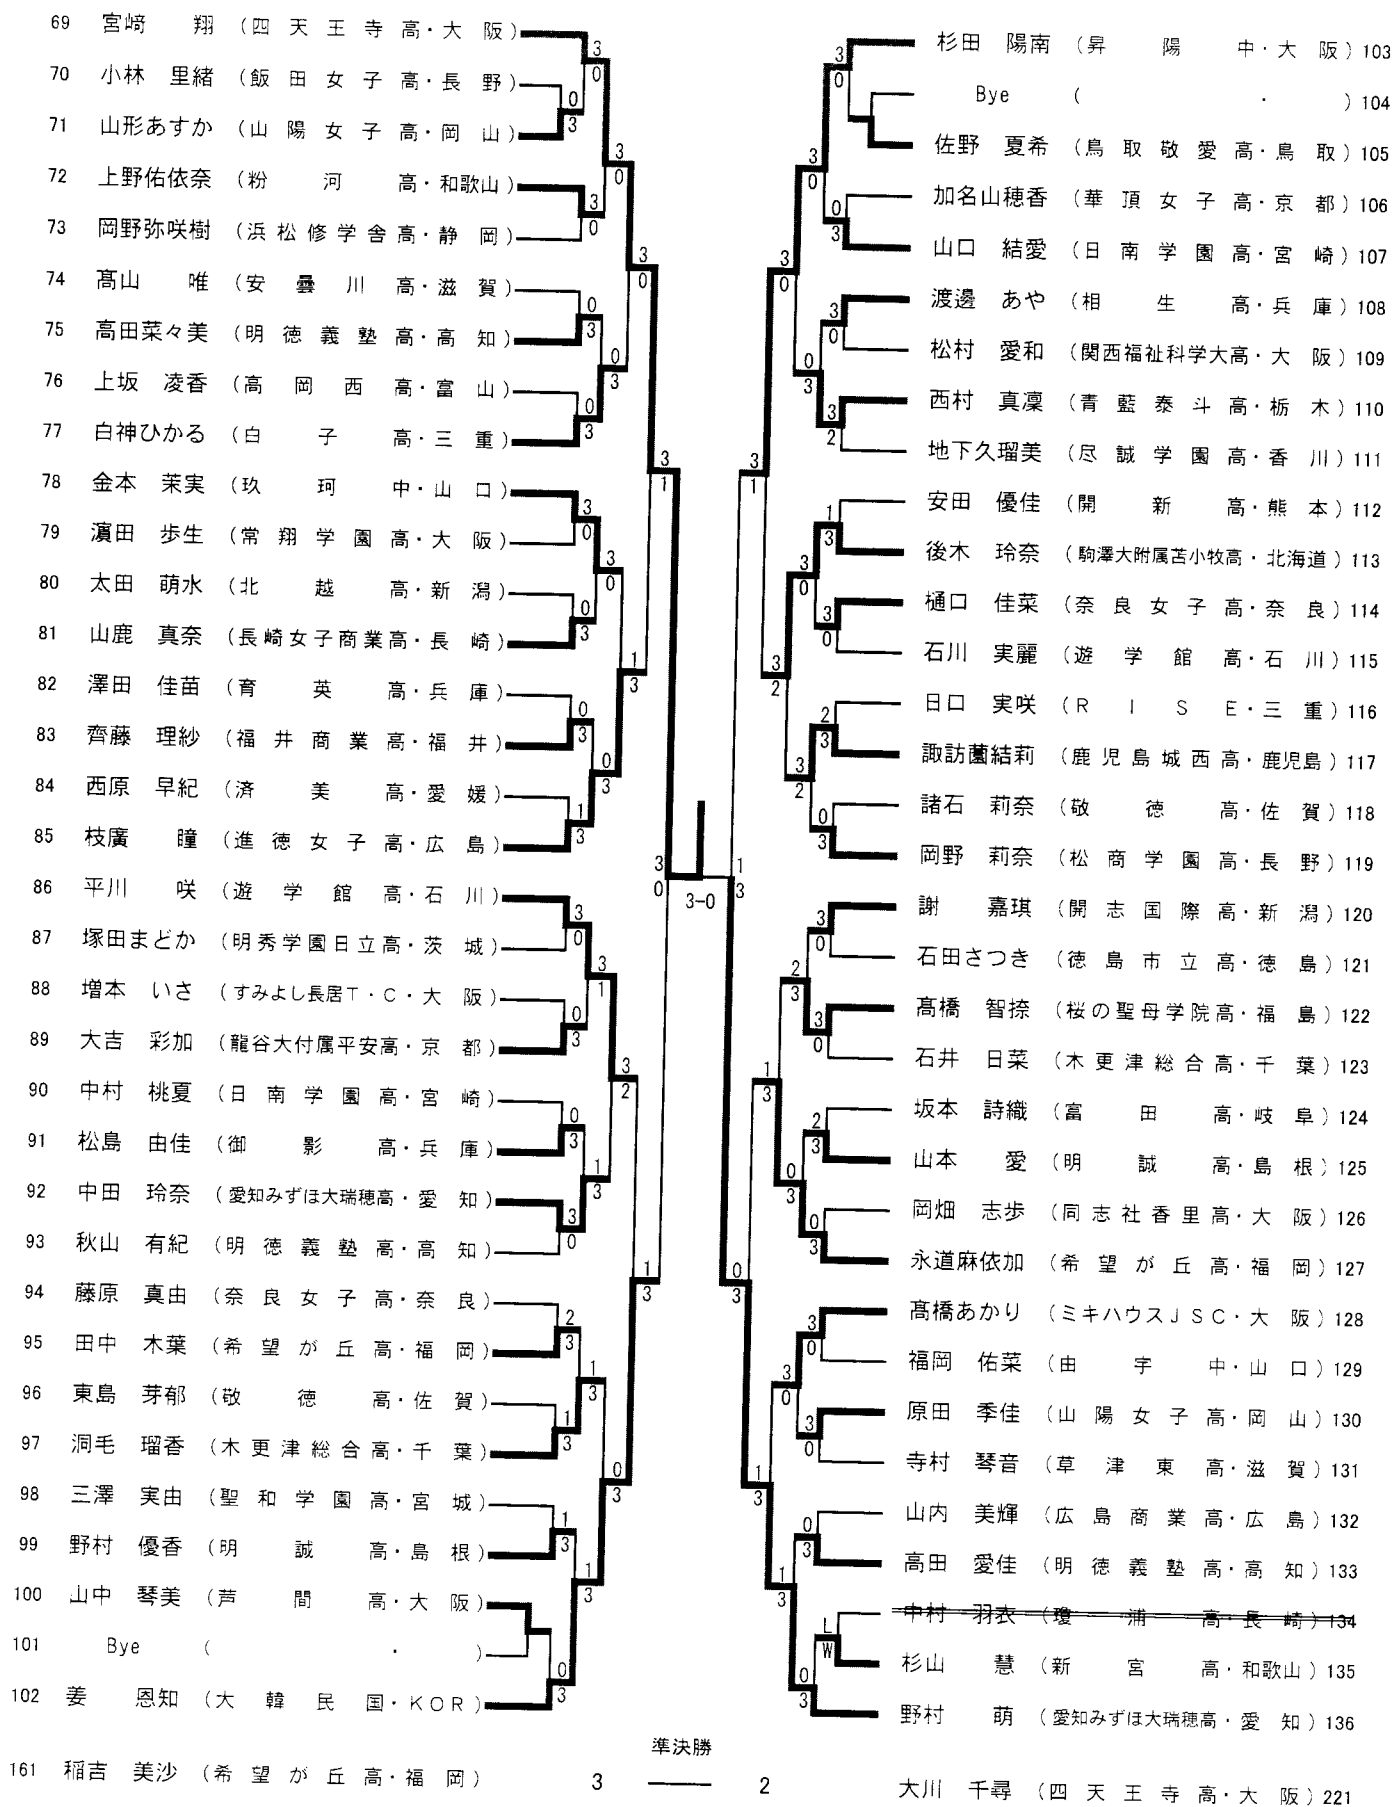 69 宮﨑 翔 (四天王寺高・大阪)
70 小林 里緒 (飯田女子高・長野)
71 山形あすか (山陽女子高・岡山)
72 上野佑依奈 (粉河高・和歌山)
73 岡野弥咲樹 (浜松修学舎高・静岡)
74 髙山 唯 (安曇川高・滋賀)
75 高田菜々美 (明徳義塾高・高知)
76 上坂 凌香 (高岡西高・富山)
77 白神ひかる (白子高・三重)
78 金本 茉実 (玖珂中・山口)
79 濵田 歩生 (常翔学園高・大阪)
80 太田 萌水 (北越高・新潟)
81 山鹿 真奈 (長崎女子商業高・長崎)
82 澤田 佳苗 (育英高・兵庫)
83 齊藤 理紗 (福井商業高・福井)
84 西原 早紀 (済美高・愛媛)
85 枝廣 瞳 (進徳女子高・広島)
86 平川 咲 (遊学館高・石川)
87 塚田まどか (明秀学園日立高・茨城)
88 増本 いさ (すみよし長居T・C・大阪)
89 大吉 彩加 (龍谷大付属平安高・京都)
90 中村 桃夏 (日南学園高・宮崎)
91 松島 由佳 (御影高・兵庫)
92 中田 玲奈 (愛知みずほ大瑞穂高・愛知)
93 秋山 有紀 (明徳義塾高・高知)
94 藤原 真由 (奈良女子高・奈良)
95 田中 木葉 (希望が丘高・福岡)
96 東島 芽郁 (敬徳高・佐賀)
97 洞毛 瑠香 (木更津総合高・千葉)
98 三澤 実由 (聖和学園高・宮城)
99 野村 優香 (明誠高・島根)
100 山中 琴美 (芦間高・大阪)
101 Bye ( ・ )
102 姜 恩知 (大韓民国・KOR)
3-0
杉田 陽南 (昇陽中・大阪) 103
Bye ( ・ ) 104
佐野 夏希 (鳥取敬愛高・鳥取) 105
加名山穂香 (華頂女子高・京都) 106
山口 結愛 (日南学園高・宮崎) 107
渡邊 あや (相生高・兵庫) 108
松村 愛和 (関西福祉科学大高・大阪) 109
西村 真凜 (青藍泰斗高・栃木) 110
地下久瑠美 (尽誠学園高・香川) 111
安田 優佳 (開新高・熊本) 112
後木 玲奈 (駒澤大附属苫小牧高・北海道) 113
樋口 佳菜 (奈良女子高・奈良) 114
石川 実麗 (遊学館高・石川) 115
日口 実咲 (RISE・三重) 116
諏訪薗結莉 (鹿児島城西高・鹿児島) 117
諸石 莉奈 (敬徳高・佐賀) 118
岡野 莉奈 (松商学園高・長野) 119
謝 嘉琪 (開志国際高・新潟) 120
石田さつき (徳島市立高・徳島) 121
髙橋 智捺 (桜の聖母学院高・福島) 122
石井 日菜 (木更津総合高・千葉) 123
坂本 詩織 (富田高・岐阜) 124
山本 愛 (明誠高・島根) 125
岡畑 志歩 (同志社香里高・大阪) 126
永道麻依加 (希望が丘高・福岡) 127
髙橋あかり (ミキハウスJSC・大阪) 128
福岡 佑菜 (由宇中・山口) 129
原田 季佳 (山陽女子高・岡山) 130
寺村 琴音 (草津東高・滋賀) 131
山内 美輝 (広島商業高・広島) 132
高田 愛佳 (明徳義塾高・高知) 133
中村 羽衣 (瓊浦高・長崎) 134
杉山 慧 (新宮高・和歌山) 135
野村 萌 (愛知みずほ大瑞穂高・愛知) 136
準決勝
161 稲吉 美沙 (希望が丘高・福岡) 3 ― 2 大川 千尋 (四天王寺高・大阪) 221